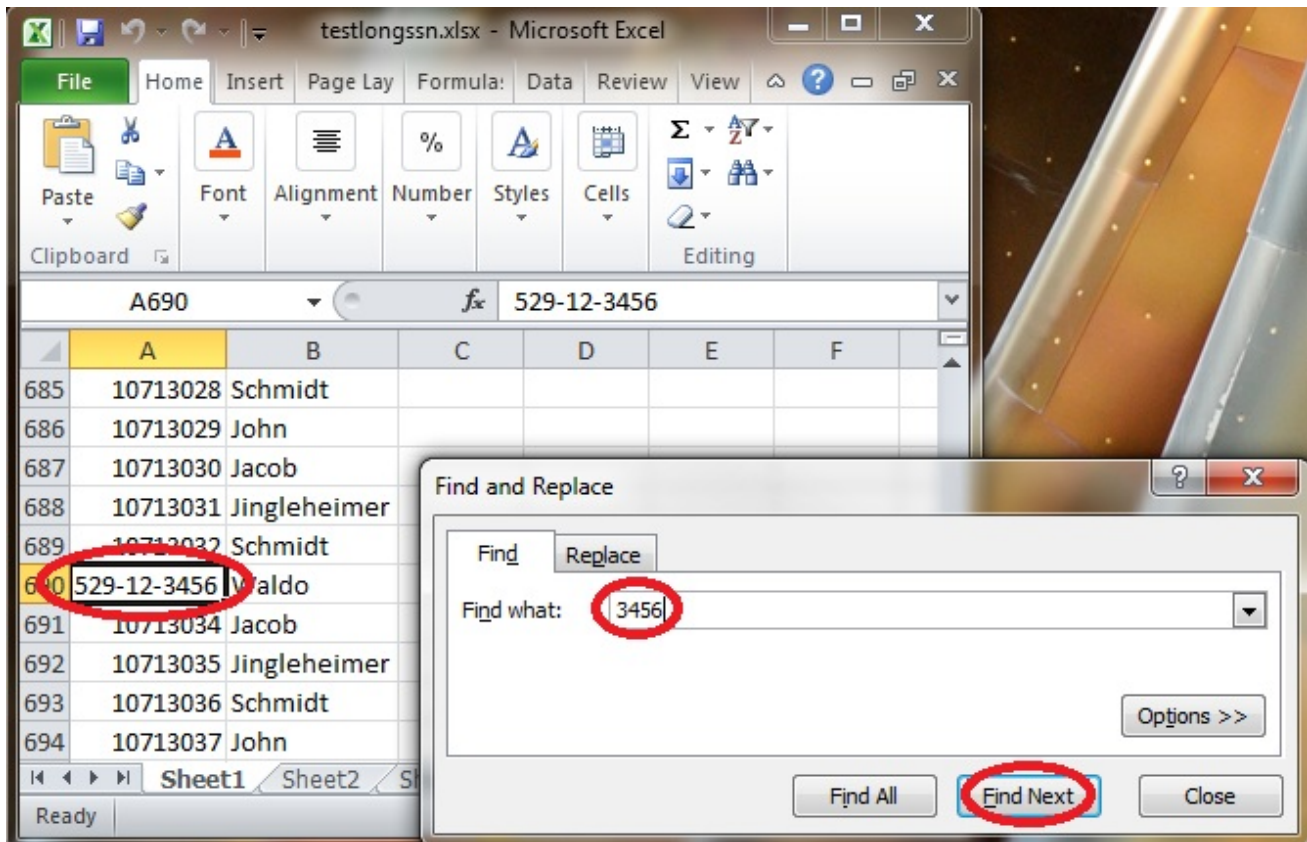 testlongssn.xlsx - Microsoft Excel
File Home Insert Page Lay Formula: Data Review View
Paste Font Alignment Number Styles Cells
Clipboard Editing
A690 fx 529-12-3456
A B C D E F
685 10713028 Schmidt
686 10713029 John
687 10713030 Jacob
688 10713031 Jingleheimer
689 10713032 Schmidt
690 529-12-3456 Waldo
691 10713034 Jacob
692 10713035 Jingleheimer
693 10713036 Schmidt
694 10713037 John
Sheet1 Sheet2 Sh
Ready
Find and Replace
Find Replace
Find what: 3456
Options >>
Find All Find Next Close